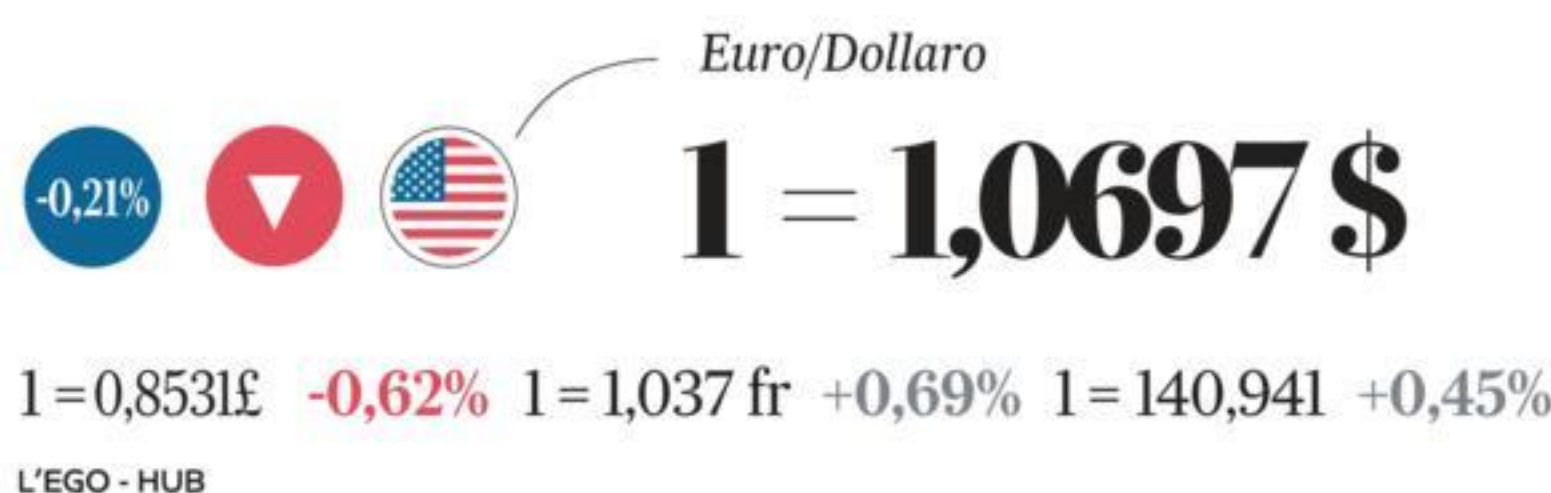 Euro/Dollaro
-0,21%
1 = 1,0697 $
1 = 0,8531£ -0,62% 1 = 1,037 fr +0,69% 1 = 140,941 +0,45%
L'EGO - HUB